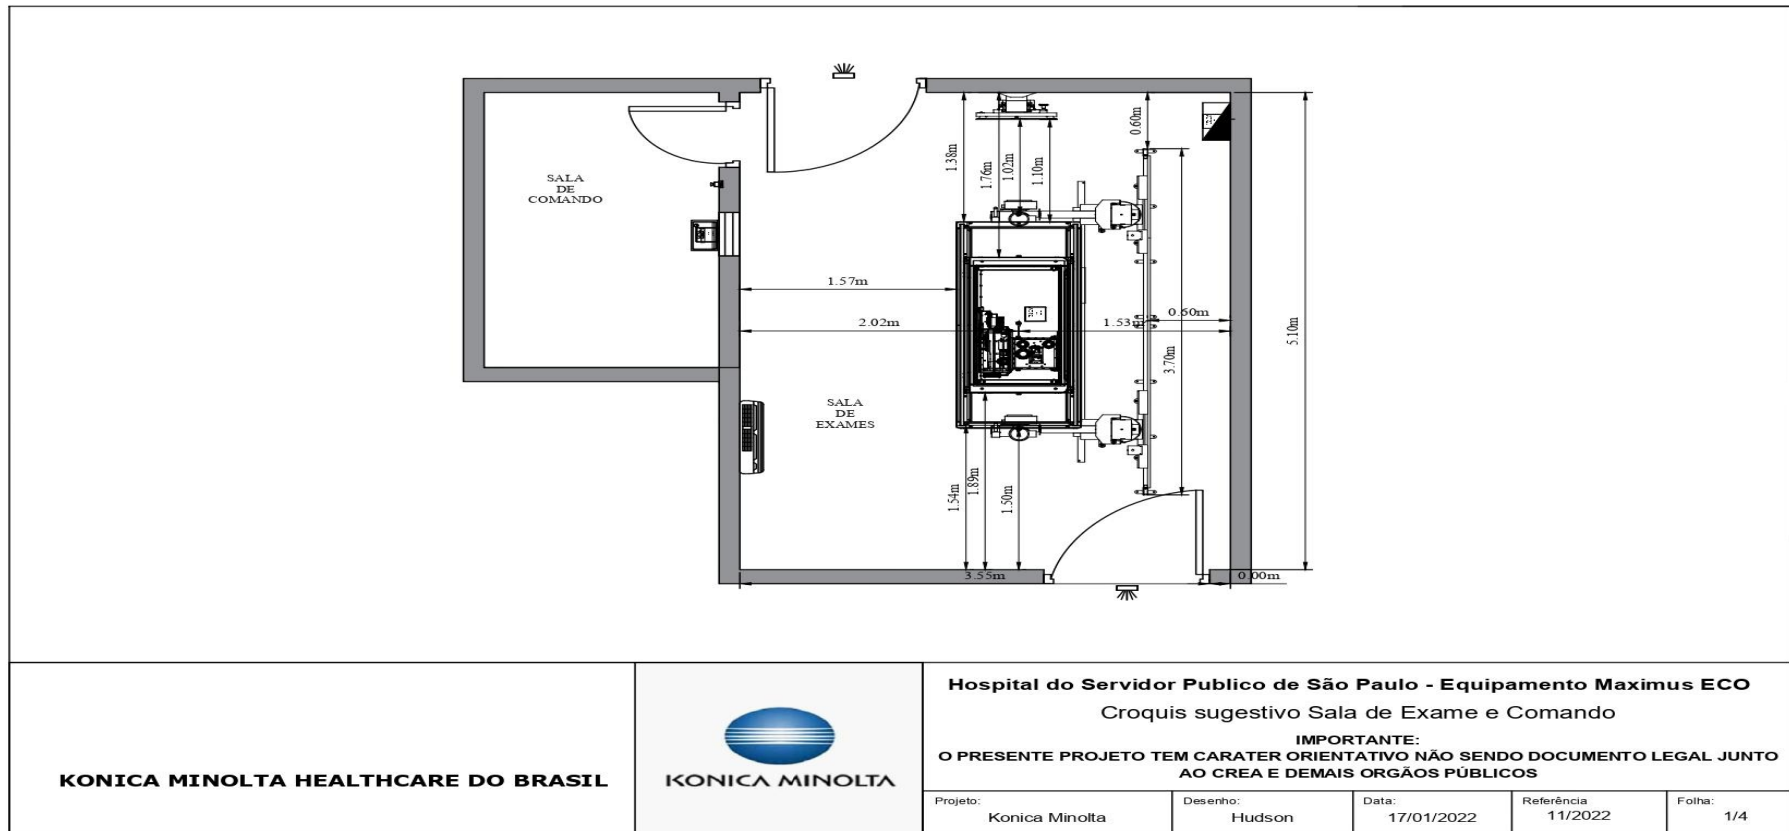 SALA
DE
COMANDO
1.38m
1.76m
1.02m
1.10m
0.60m
1.57m
2.02m
1.53m
0.60m
3.70m
5.10m
SALA
DE
EXAMES
1.54m
1.89m
1.50m
3.55m
0.00m
KONICA MINOLTA HEALTHCARE DO BRASIL
KONICA MINOLTA
Hospital do Servidor Publico de São Paulo - Equipamento Maximus ECO
Croquis sugestivo Sala de Exame e Comando
IMPORTANTE:
O PRESENTE PROJETO TEM CARATER ORIENTATIVO NÃO SENDO DOCUMENTO LEGAL JUNTO
AO CREA E DEMAIS ORGÃOS PÚBLICOS
Projeto:
Konica Minolta
Desenho:
Hudson
Data:
17/01/2022
Referência
11/2022
Folha:
1/4